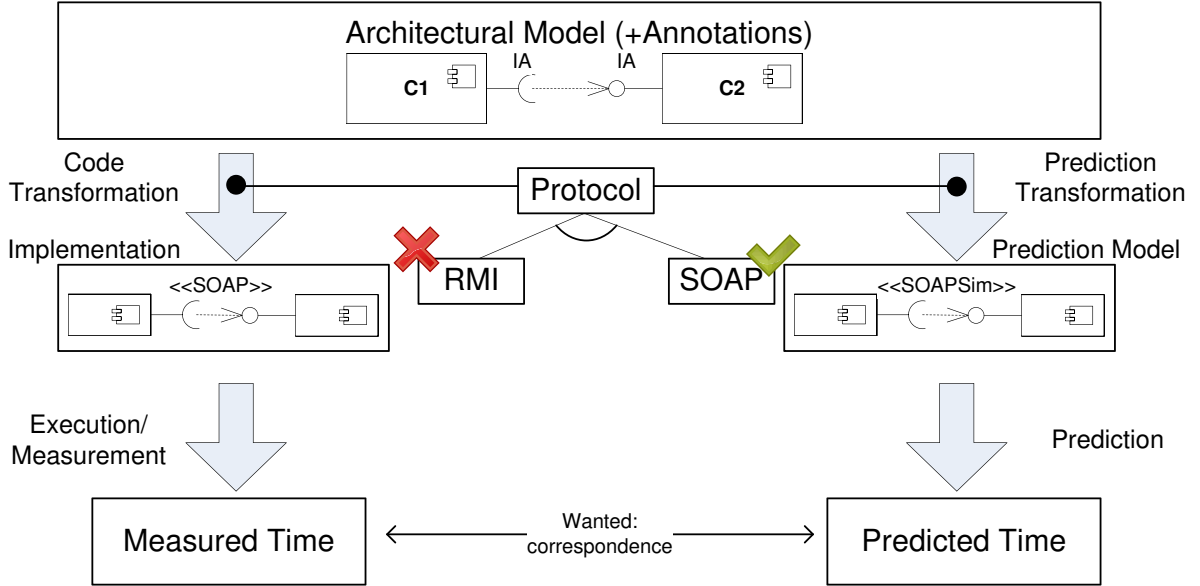 Architectural Model (+Annotations)
IA
IA
C1
C2
Code
Transformation
Prediction
Transformation
Protocol
Implementation
Prediction Model
RMI
SOAP
<<SOAP>>
<<SOAPSim>>
Execution/
Measurement
Prediction
Measured Time
Wanted:
correspondence
Predicted Time